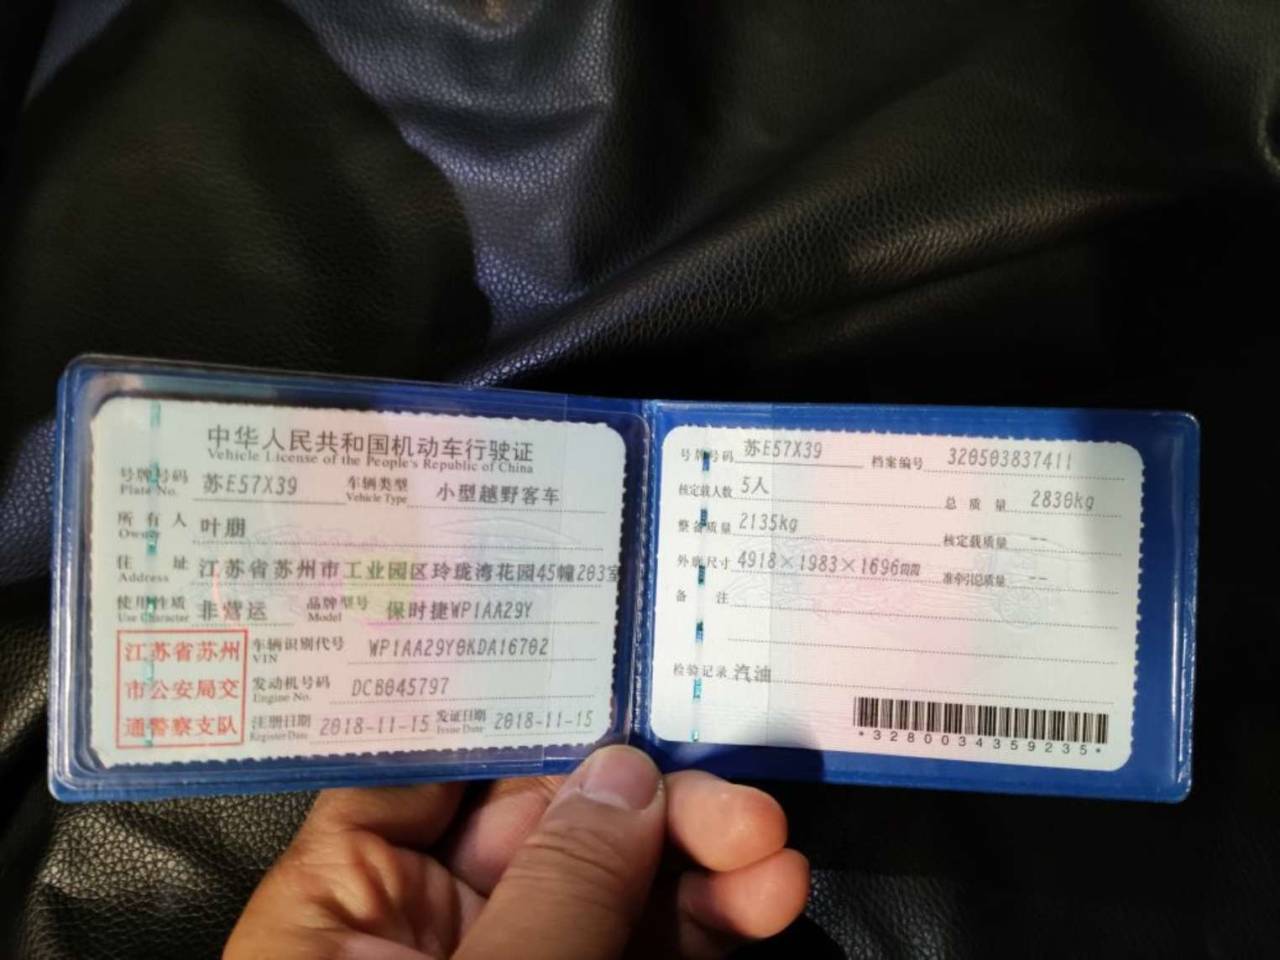 中华人民共和国机动车行驶证
Vehicle License of the People's Republic of China
号牌号码 苏E57X39 车辆类型 小型越野客车
Plate No. Vehicle Type
所有人 叶朋
Owner
住址 江苏省苏州市工业园区玲珑湾花园45幢203室
Address
使用性质 非营运 品牌型号 保时捷WP1AA29Y
Use Character Model
江苏省苏州
市公安局交
通警察支队
车辆识别代号 WP1AA29Y0KDA16702
VIN
发动机号码 DCB045797
Engine No.
注册日期 2018-11-15 发证日期 2018-11-15
Register Date Issue Date
号牌号码 苏E57X39 档案编号 320503837411
核定载人数 5人 总质量 2830kg
整备质量 2135kg 核定载质量 --
外廓尺寸 4918×1983×1696mm 准牵引总质量 --
备注
检验记录 汽油
*3280034359235*